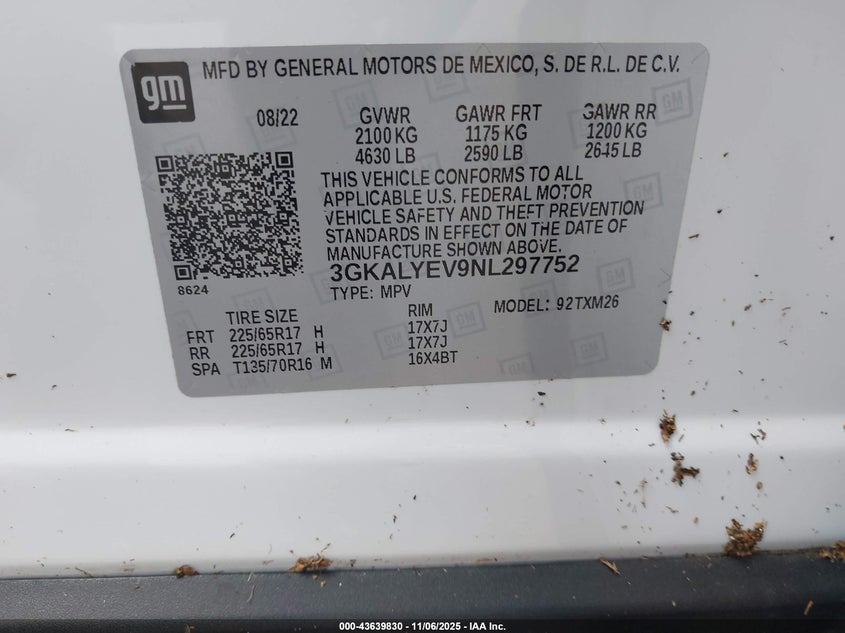 gm
MFD BY GENERAL MOTORS DE MEXICO, S. DE R.L. DE C.V.
08/22 GVWR GAWR FRT GAWR RR
2100 KG 1175 KG 1200 KG
4630 LB 2590 LB 2645 LB
THIS VEHICLE CONFORMS TO ALL
APPLICABLE U.S. FEDERAL MOTOR
VEHICLE SAFETY AND THEFT PREVENTION
STANDARDS IN EFFECT ON THE DATE OF
MANUFACTURE SHOWN ABOVE.
8624
3GKALYEV9NL297752
TYPE: MPV
MODEL: 92TXM26
TIRE SIZE RIM
FRT 225/65R17 H 17X7J
RR 225/65R17 H 17X7J
SPA T135/70R16 M 16X4BT
000-43639830 - 11/06/2025 - IAA Inc.